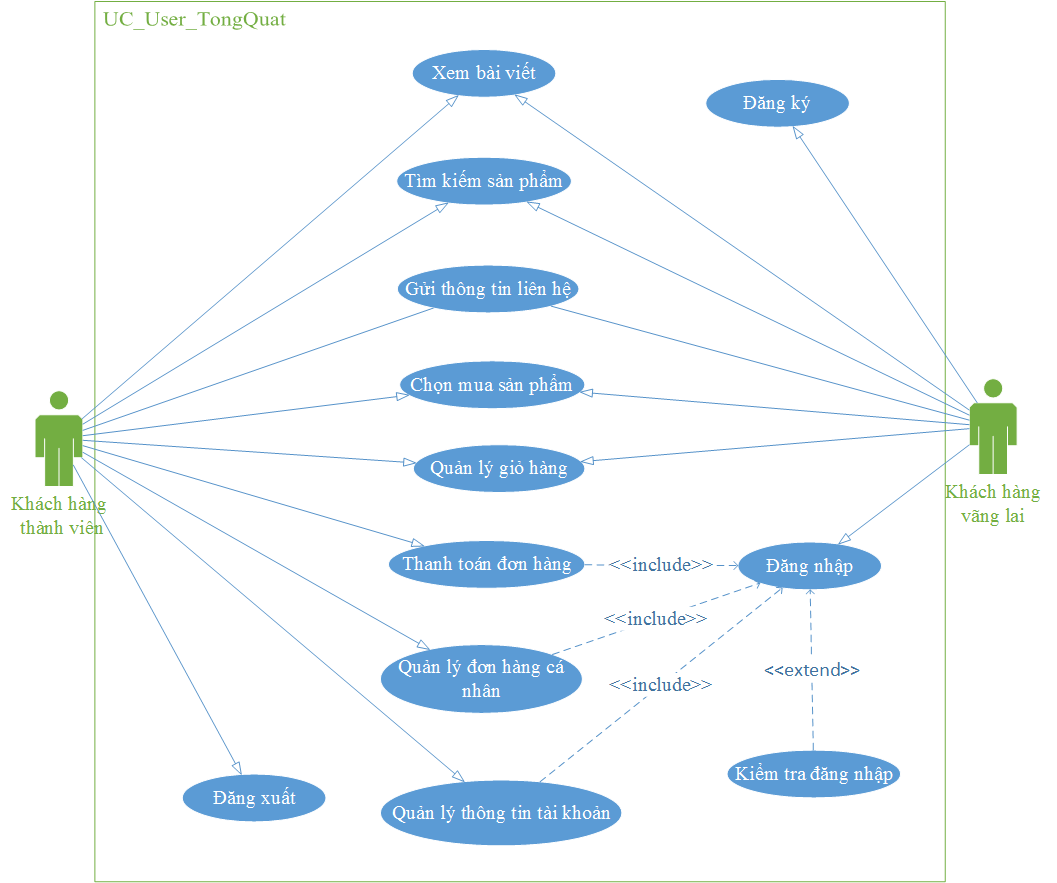 UC_User_TongQuat
Xem bài viết
Đăng ký
Tìm kiếm sản phẩm
Gửi thông tin liên hệ
Chọn mua sản phẩm
Quản lý giỏ hàng
Khách hàng
thành viên
Khách hàng
vãng lai
Thanh toán đơn hàng
<<include>>
Đăng nhập
<<include>>
Quản lý đơn hàng cá
nhân
<<include>>
<<extend>>
Kiểm tra đăng nhập
Đăng xuất
Quản lý thông tin tài khoản